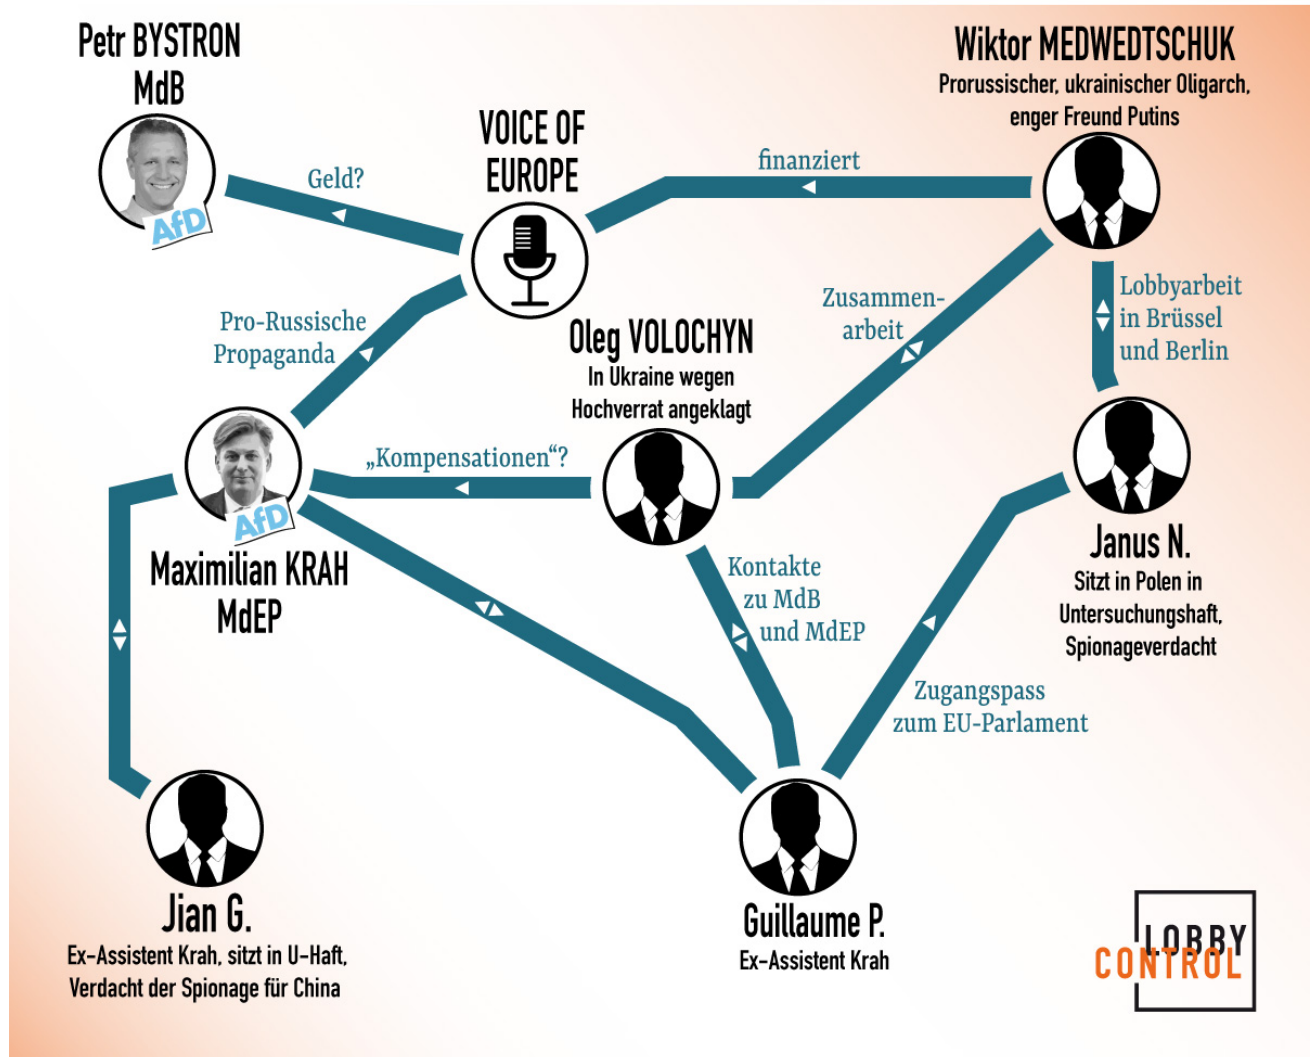 Petr BYSTRON
MdB
AfD
Geld?
VOICE OF
EUROPE
finanziert
Wiktor MEDWEDTSCHUK
Prorussischer, ukrainischer Oligarch,
enger Freund Putins
Pro-Russische
Propaganda
Zusammen-
arbeit
Lobbyarbeit
in Brüssel
und Berlin
Oleg VOLOCHYN
In Ukraine wegen
Hochverrat angeklagt
„Kompensationen“?
AfD
Maximilian KRAH
MdEP
Kontakte
zu MdB
und MdEP
Janus N.
Sitzt in Polen in
Untersuchungshaft,
Spionageverdacht
Zugangspass
zum EU-Parlament
Jian G.
Ex-Assistent Krah, sitzt in U-Haft,
Verdacht der Spionage für China
Guillaume P.
Ex-Assistent Krah
LOBBY
CONTROL